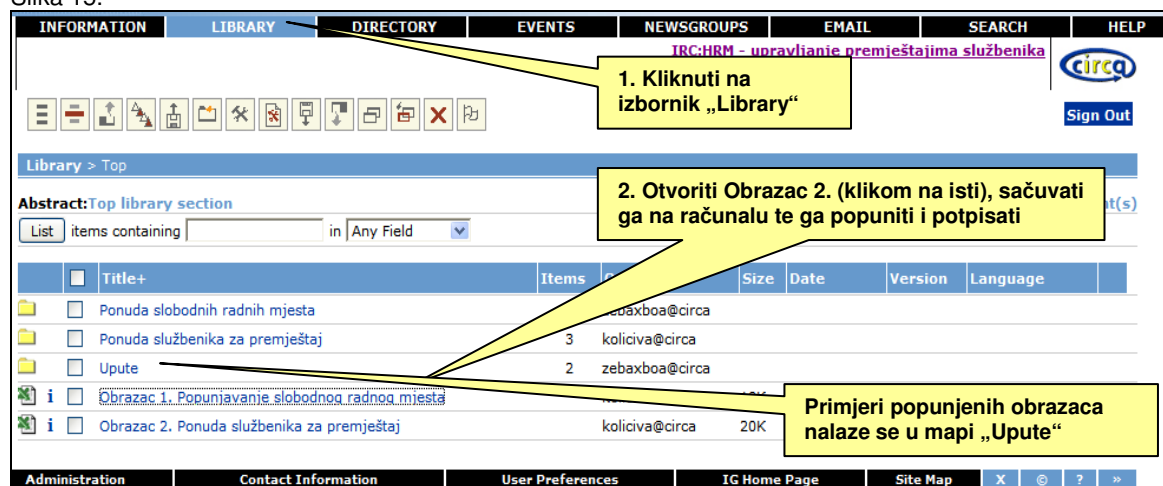 INFORMATION LIBRARY DIRECTORY EVENTS NEWSGROUPS EMAIL SEARCH HELP
IRC:HRM - upravljanje premještajima službenika
circa
1. Kliknuti na
izbornik „Library“
Sign Out
Library > Top
Abstract:Top library section
2. Otvoriti Obrazac 2. (klikom na isti), sačuvati
ga na računalu te ga popuniti i potpisati
List items containing in Any Field
Title+ Items Size Date Version Language
Ponuda slobodnih radnih mjesta zebaxboa@circa
Ponuda službenika za premještaj 3 koliciva@circa
Upute 2 zebaxboa@circa
i Obrazac 1. Popunjavanje slobodnog radnog mjesta
i Obrazac 2. Ponuda službenika za premještaj koliciva@circa 20K
Primjeri popunjenih obrazaca
nalaze se u mapi „Upute“
Administration Contact Information User Preferences IG Home Page Site Map X © ? »